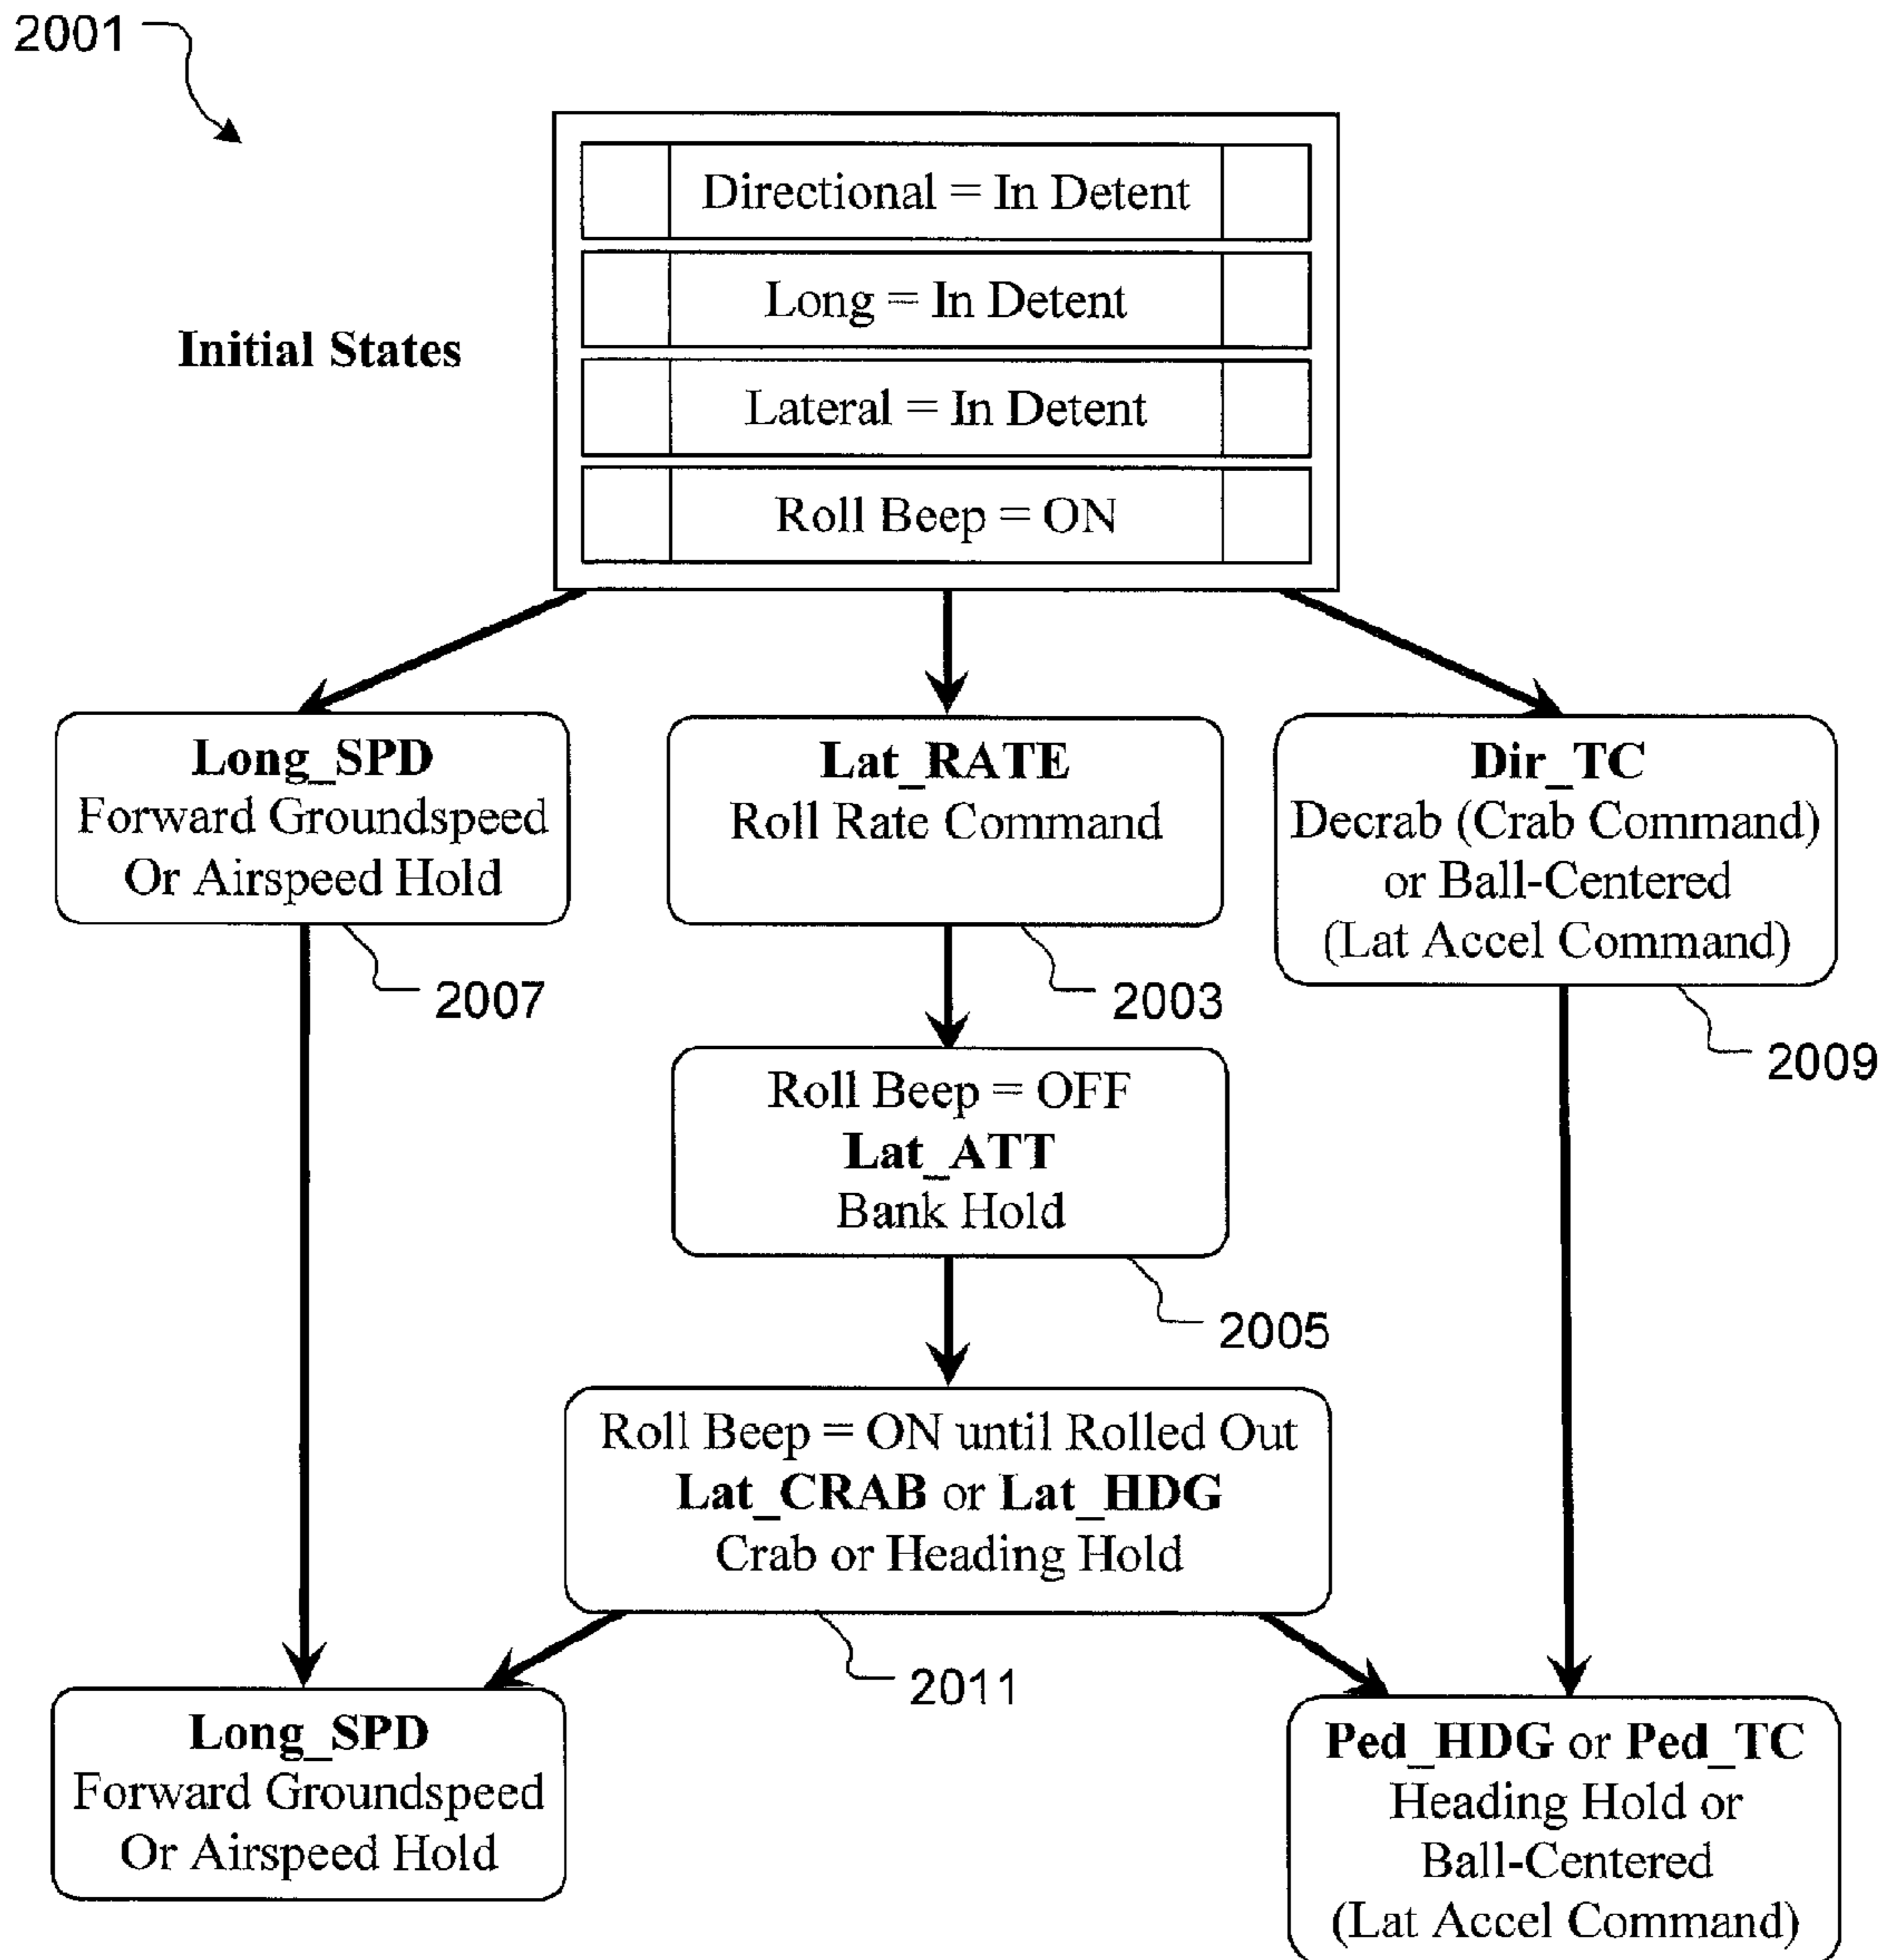 2001
Directional = In Detent
Long = In Detent
Initial States
Lateral = In Detent
Roll Beep = ON
Long_SPD
Forward Groundspeed
Or Airspeed Hold
2007
Lat_RATE
Roll Rate Command
2003
Dir_TC
Decrab (Crab Command)
or Ball-Centered
(Lat Accel Command)
2009
Roll Beep = OFF
Lat_ATT
Bank Hold
2005
Roll Beep = ON until Rolled Out
Lat_CRAB or Lat_HDG
Crab or Heading Hold
2011
Long_SPD
Forward Groundspeed
Or Airspeed Hold
Ped_HDG or Ped_TC
Heading Hold or
Ball-Centered
(Lat Accel Command)